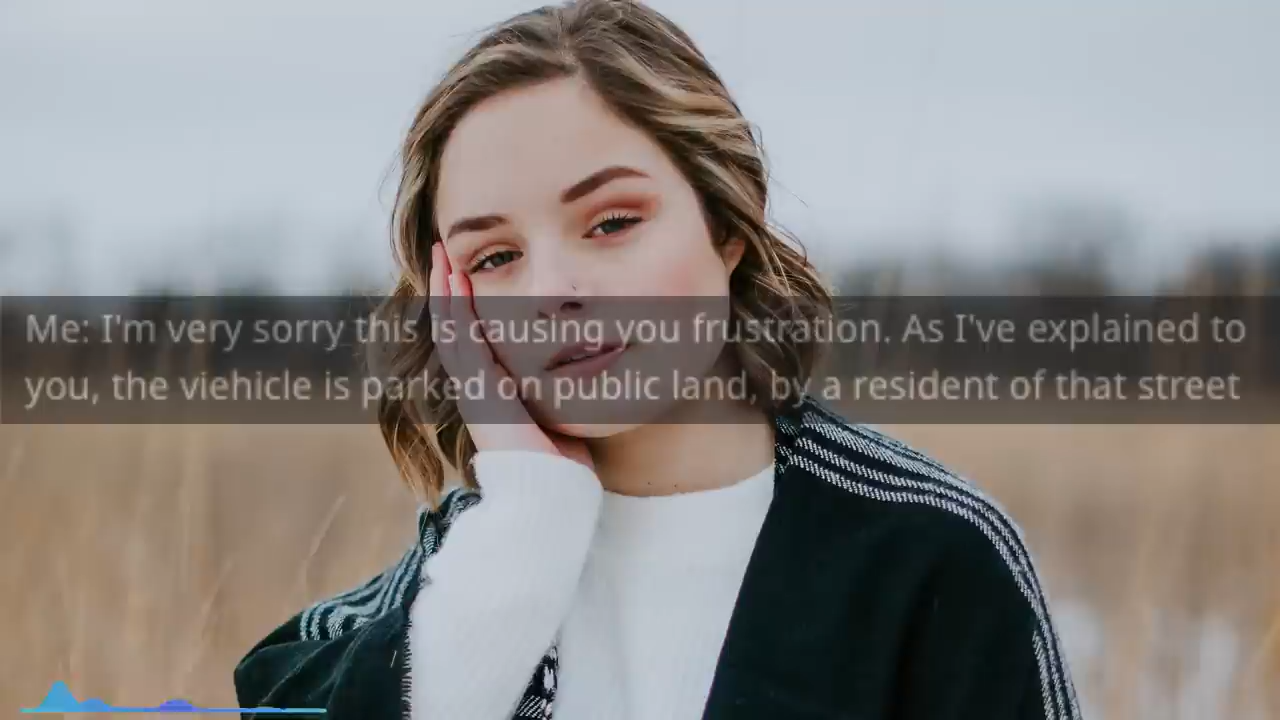 Me: I'm very sorry this is causing you frustration. As I've explained to
you, the viehicle is parked on public land, by a resident of that street